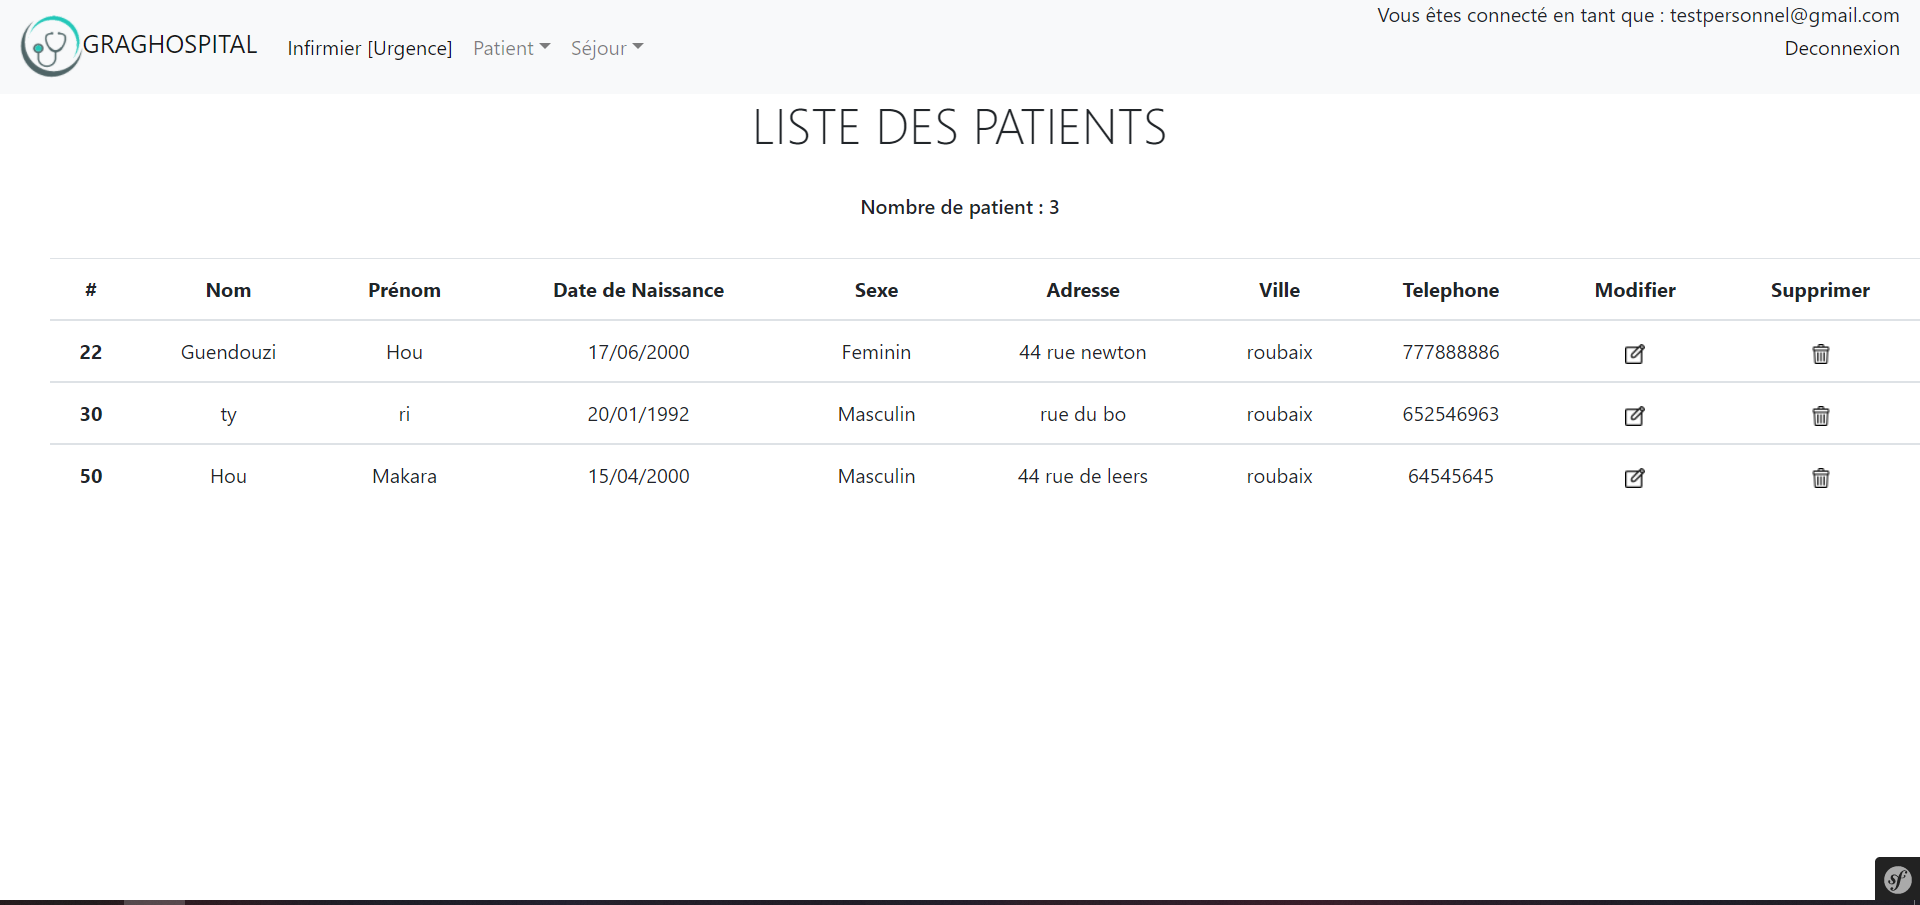 Vous êtes connecté en tant que : testpersonnel@gmail.com
GRAGHOSPITAL Infirmier [Urgence] Patient Séjour Deconnexion
LISTE DES PATIENTS
Nombre de patient : 3
# Nom Prénom Date de Naissance Sexe Adresse Ville Telephone Modifier Supprimer
22 Guendouzi Hou 17/06/2000 Feminin 44 rue newton roubaix 777888886
30 ty ri 20/01/1992 Masculin rue du bo roubaix 652546963
50 Hou Makara 15/04/2000 Masculin 44 rue de leers roubaix 64545645
sf